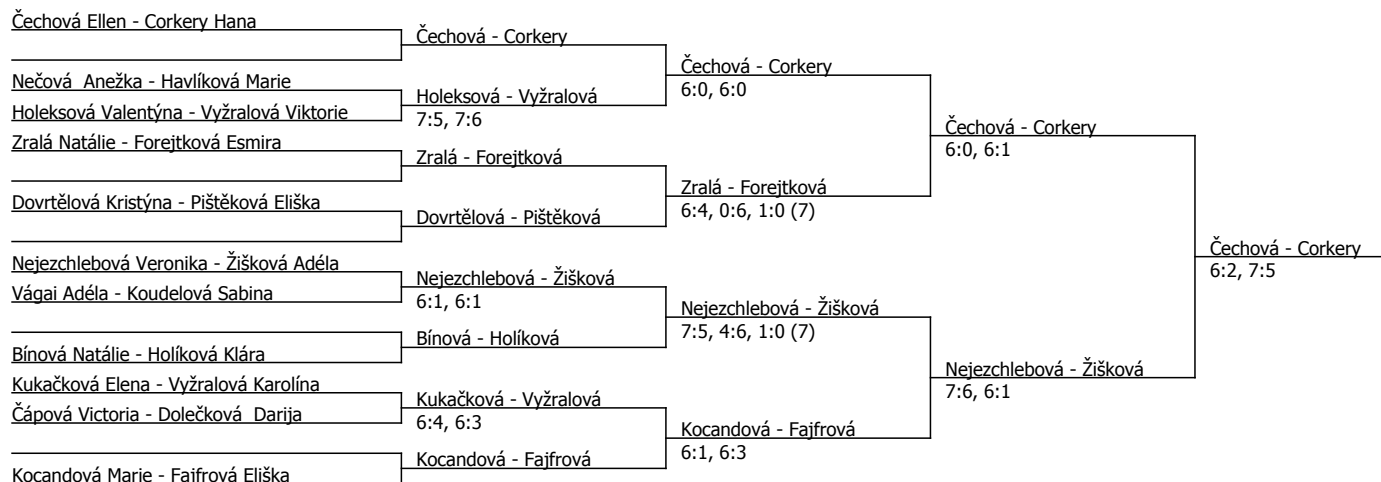 Čechová Ellen - Corkery Hana
Nečová  Anežka - Havlíková Marie
Holeksová Valentýna - Vyžralová Viktorie
Zralá Natálie - Forejtková Esmira
Dovrtělová Kristýna - Pištěková Eliška
Nejezchlebová Veronika - Žišková Adéla
Vágai Adéla - Koudelová Sabina
Bínová Natálie - Holíková Klára
Kukačková Elena - Vyžralová Karolína
Čápová Victoria - Dolečková  Darija
Kocandová Marie - Fajfrová Eliška
Čechová - Corkery
Holeksová - Vyžralová
7:5, 7:6
Zralá - Forejtková
Dovrtělová - Pištěková
Nejezchlebová - Žišková
6:1, 6:1
Bínová - Holíková
Kukačková - Vyžralová
6:4, 6:3
Kocandová - Fajfrová
Čechová - Corkery
6:0, 6:0
Zralá - Forejtková
6:4, 0:6, 1:0 (7)
Nejezchlebová - Žišková
7:5, 4:6, 1:0 (7)
Kocandová - Fajfrová
6:1, 6:3
Čechová - Corkery
6:0, 6:1
Nejezchlebová - Žišková
7:6, 6:1
Čechová - Corkery
6:2, 7:5